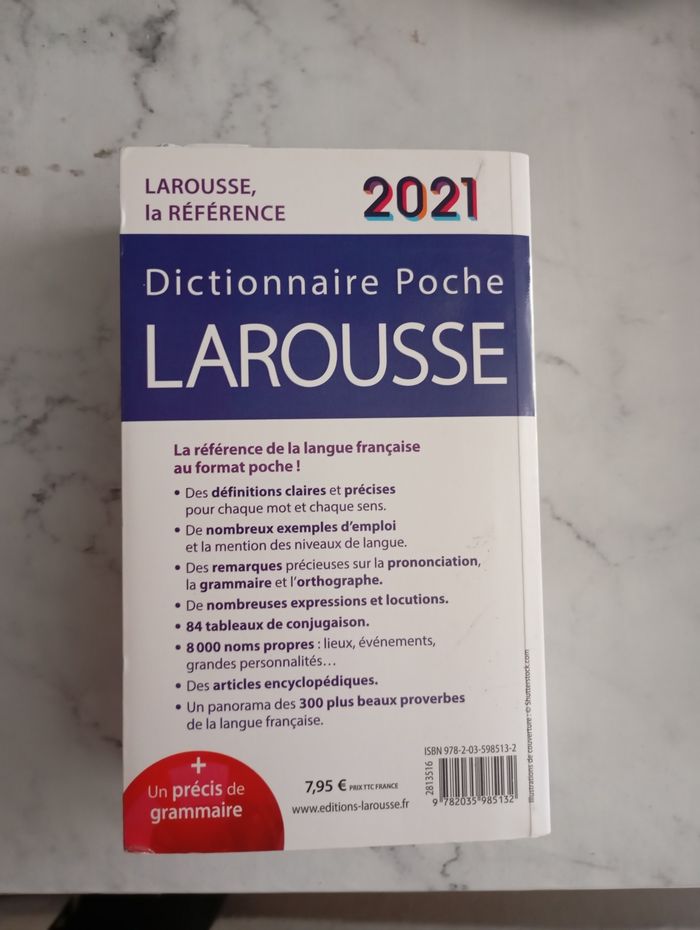 LAROUSSE,
la RÉFÉRENCE
2021
Dictionnaire Poche
LAROUSSE
La référence de la langue française
au format poche !
• Des définitions claires et précises
pour chaque mot et chaque sens.
• De nombreux exemples d'emploi
et la mention des niveaux de langue.
• Des remarques précieuses sur la prononciation,
la grammaire et l'orthographe.
• De nombreuses expressions et locutions.
• 84 tableaux de conjugaison.
• 8 000 noms propres : lieux, événements,
grandes personnalités…
• Des articles encyclopédiques.
• Un panorama des 300 plus beaux proverbes
de la langue française.
+
Un précis de
grammaire
7,95 € PRIX TTC FRANCE
www.editions-larousse.fr
ISBN 978-2-03-598513-2
2813516
9 782035 985132
Illustrations de couverture : © Shutterstock.com